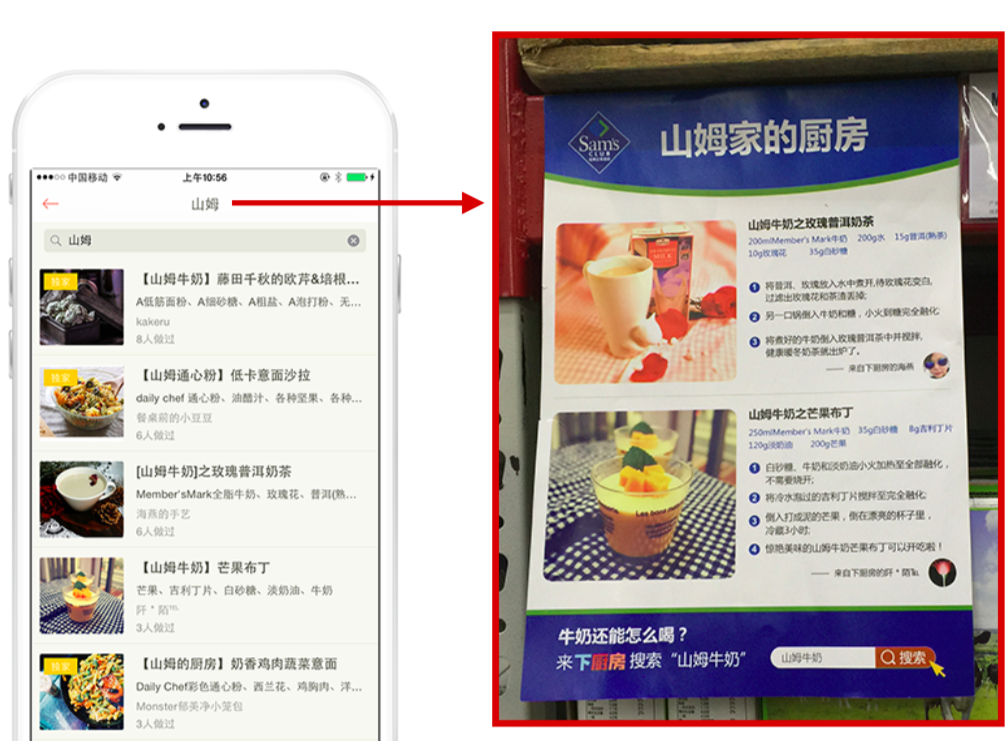 中国移动
上午10:56
山姆
山姆
独家
【山姆牛奶】藤田千秋的欧芹&培根...
A低筋面粉、A细砂糖、A粗盐、A泡打粉、无...
kakeru
8人做过
独家
【山姆通心粉】低卡意面沙拉
daily chef 通心粉、油醋汁、各种坚果、各种...
餐桌前的小豆豆
6人做过
[山姆牛奶]之玫瑰普洱奶茶
Member'sMark全脂牛奶、玫瑰花、普洱(熟...
海燕的手艺
6人做过
【山姆牛奶】芒果布丁
芒果、吉利丁片、白砂糖、淡奶油、牛奶
阡＊陌℡
3人做过
独家
【山姆的厨房】奶香鸡肉蔬菜意面
Daily Chef彩色通心粉、西兰花、鸡胸肉、洋...
Monster郁美净小笼包
3人做过
Sam's
CLUB
山姆家的厨房
山姆牛奶之玫瑰普洱奶茶
200mlMember's Mark牛奶 200g水 15g普洱(熟茶)
10g玫瑰花 35g白砂糖
1 将普洱、玫瑰放入水中煮开,待玫瑰花变白,
过滤出玫瑰花和茶渣丢掉;
2 另一口锅倒入牛奶和糖，小火到糖完全融化;
3 将煮好的牛奶倒入玫瑰普洱茶中并搅拌,
健康暖冬奶茶就出炉了。
—— 来自下厨房的海燕
山姆牛奶之芒果布丁
250mlMember's Mark牛奶 35g白砂糖 8g吉利丁片
120g淡奶油 200g芒果
1 白砂糖、牛奶和淡奶油小火加热至全部融化，
不需要烧开;
2 将冷水泡过的吉利丁片搅拌至完全融化;
3 倒入打成泥的芒果，倒在漂亮的杯子里，
冷藏3小时;
4 惊艳美味的山姆牛奶芒果布丁可以开吃啦！
—— 来自下厨房的阡＊陌℡
牛奶还能怎么喝？
来下厨房 搜索“山姆牛奶”
山姆牛奶
搜索